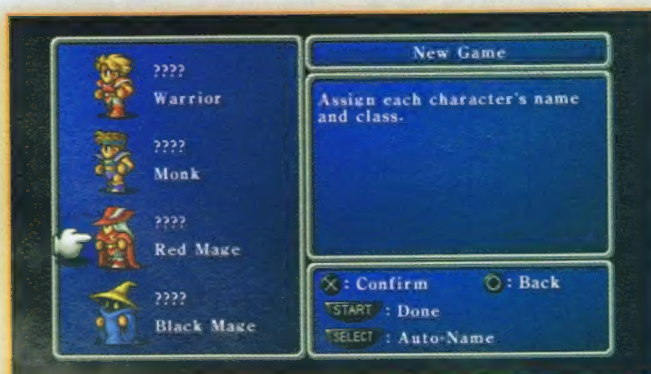 ????
Warrior
????
Monk
????
Red Mage
????
Black Mage
New Game
Assign each character's name
and class.
: Confirm
: Back
START : Done
SELECT : Auto-Name